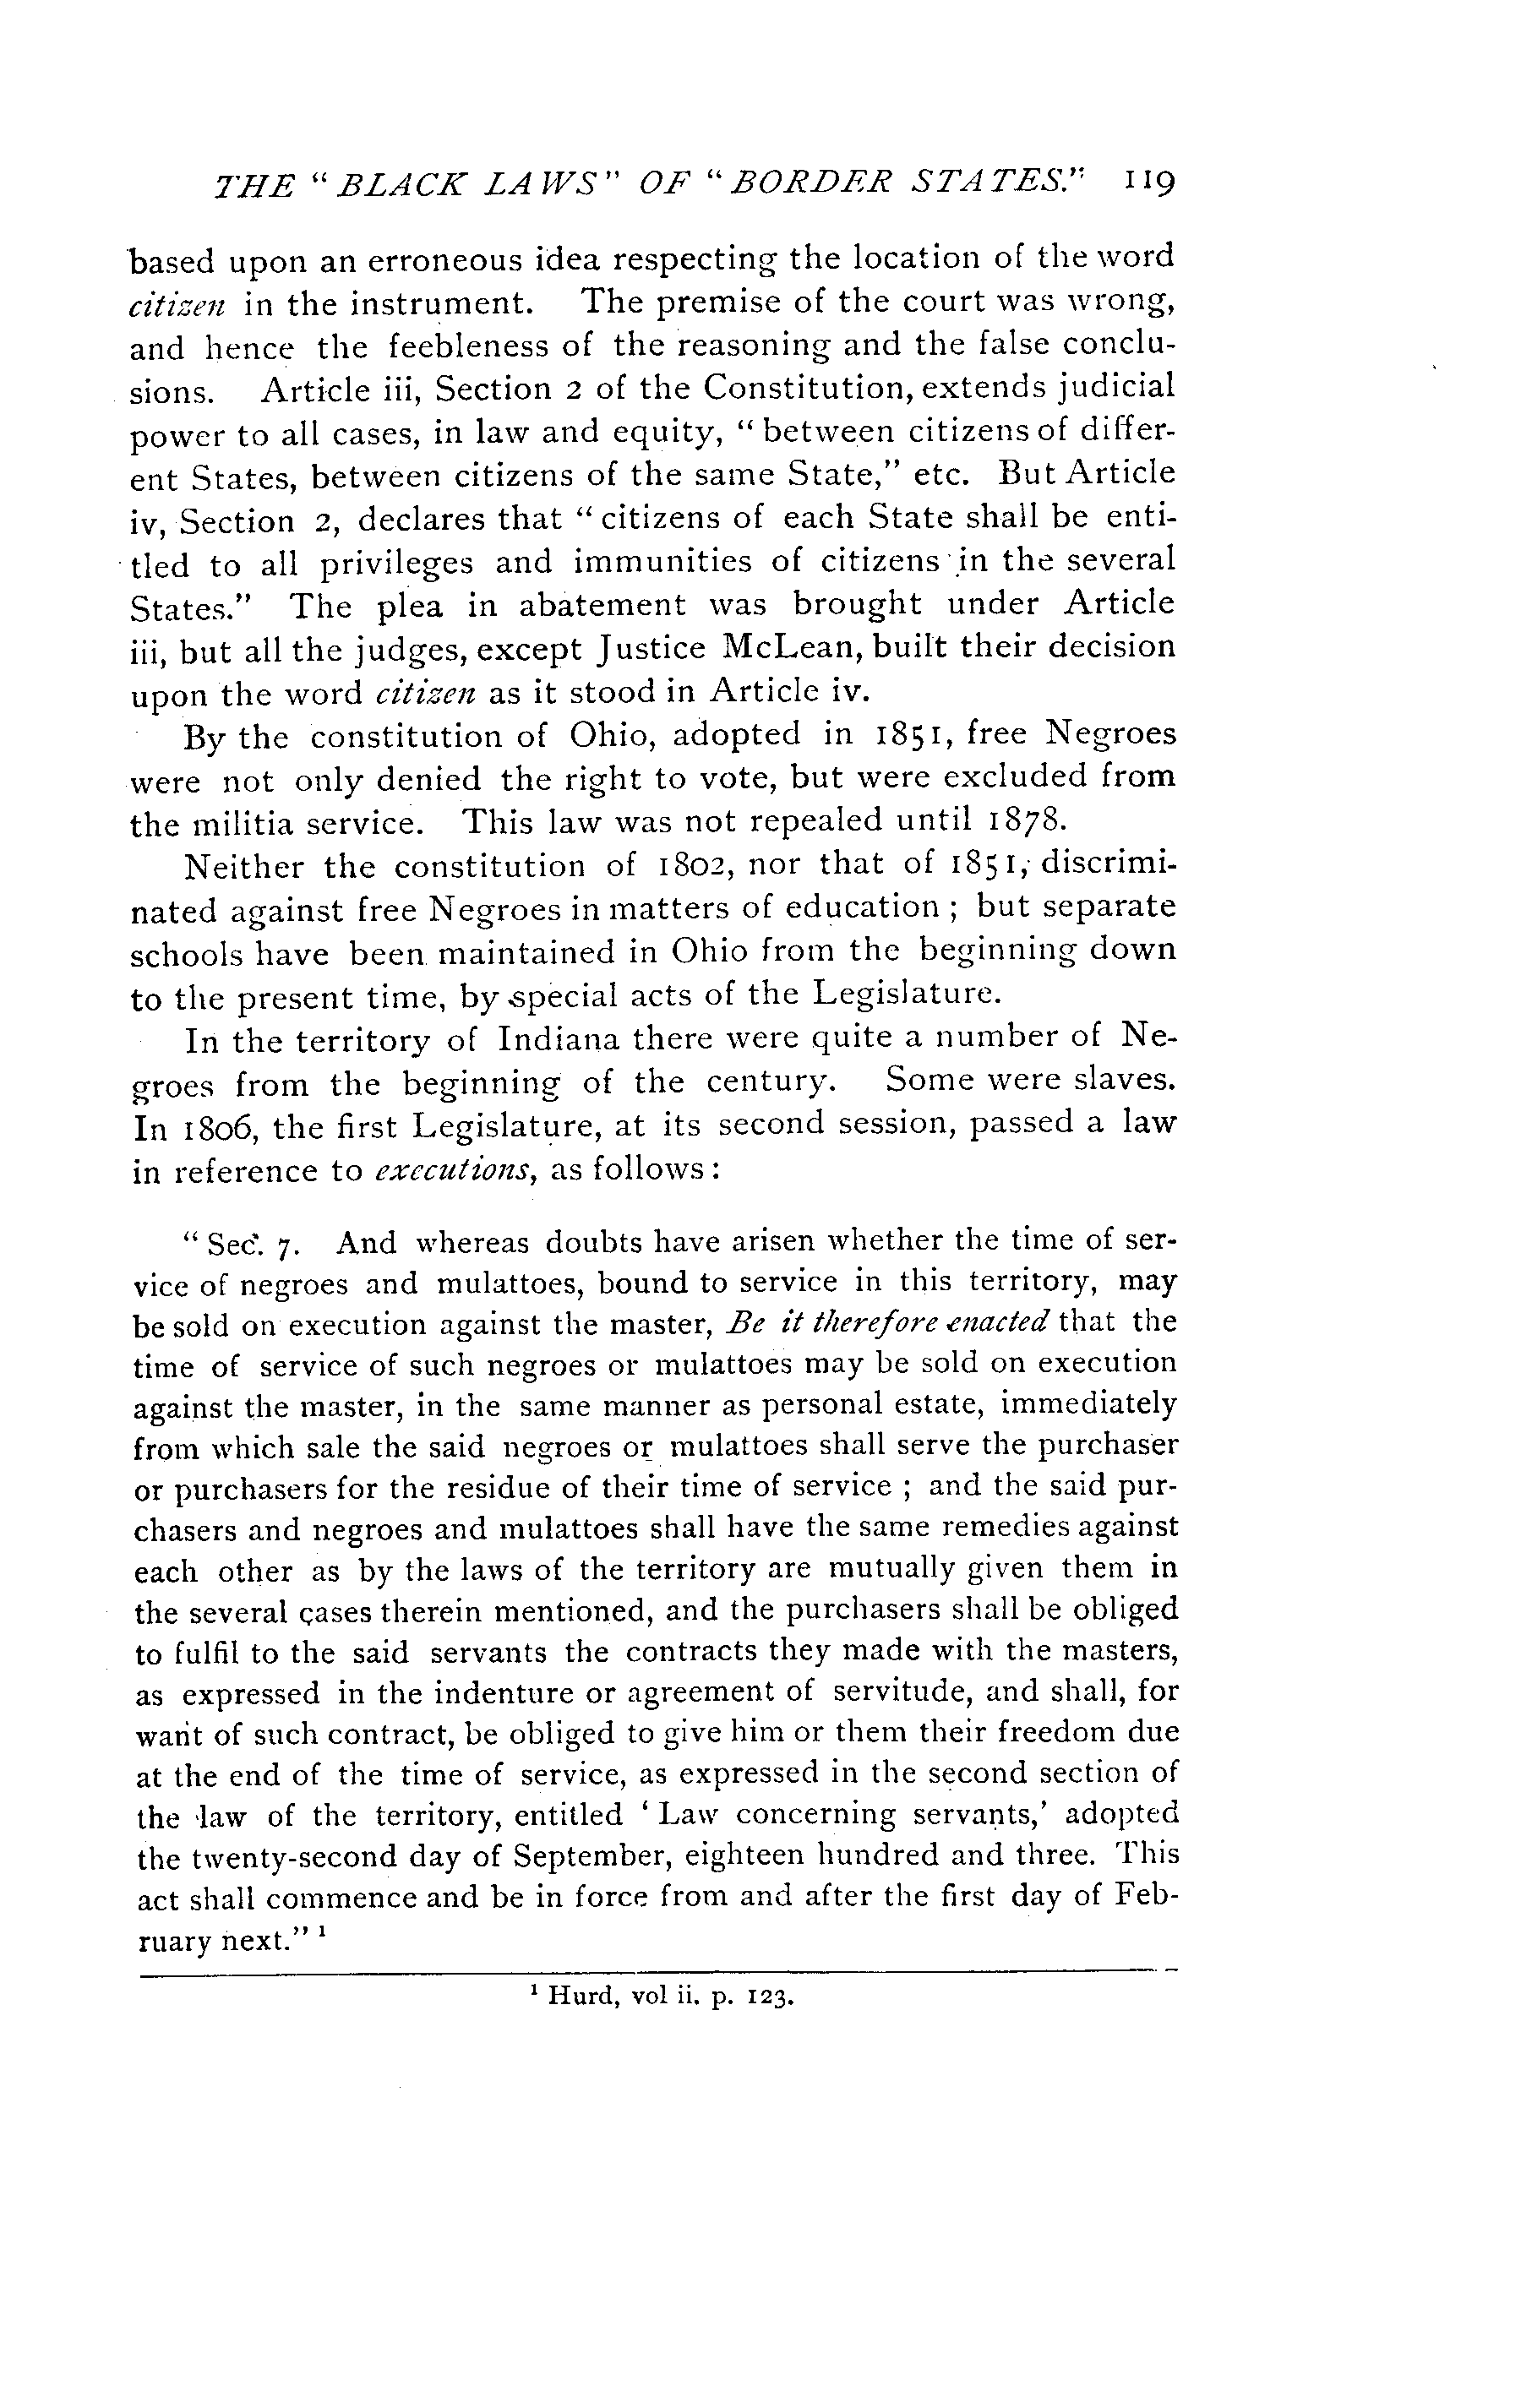 THE "BLACK LAWS" OF "BORDER STATES." 119
based upon an erroneous idea respecting the location of the word
citizen in the instrument. The premise of the court was wrong,
and hence the feebleness of the reasoning and the false conclu-
sions. Article iii, Section 2 of the Constitution, extends judicial
power to all cases, in law and equity, "between citizens of differ-
ent States, between citizens of the same State," etc. But Article
iv, Section 2, declares that "citizens of each State shall be enti-
tled to all privileges and immunities of citizens in the several
States." The plea in abatement was brought under Article
iii, but all the judges, except Justice McLean, built their decision
upon the word citizen as it stood in Article iv.
By the constitution of Ohio, adopted in 1851, free Negroes
were not only denied the right to vote, but were excluded from
the militia service. This law was not repealed until 1878.
Neither the constitution of 1802, nor that of 1851, discrimi-
nated against free Negroes in matters of education ; but separate
schools have been maintained in Ohio from the beginning down
to the present time, by special acts of the Legislature.
In the territory of Indiana there were quite a number of Ne-
groes from the beginning of the century. Some were slaves.
In 1806, the first Legislature, at its second session, passed a law
in reference to executions, as follows :
"Sec. 7. And whereas doubts have arisen whether the time of ser-
vice of negroes and mulattoes, bound to service in this territory, may
be sold on execution against the master, Be it therefore enacted that the
time of service of such negroes or mulattoes may be sold on execution
against the master, in the same manner as personal estate, immediately
from which sale the said negroes or mulattoes shall serve the purchaser
or purchasers for the residue of their time of service ; and the said pur-
chasers and negroes and mulattoes shall have the same remedies against
each other as by the laws of the territory are mutually given them in
the several cases therein mentioned, and the purchasers shall be obliged
to fulfil to the said servants the contracts they made with the masters,
as expressed in the indenture or agreement of servitude, and shall, for
want of such contract, be obliged to give him or them their freedom due
at the end of the time of service, as expressed in the second section of
the law of the territory, entitled 'Law concerning servants,' adopted
the twenty-second day of September, eighteen hundred and three. This
act shall commence and be in force from and after the first day of Feb-
ruary next." 1
1 Hurd, vol ii. p. 123.